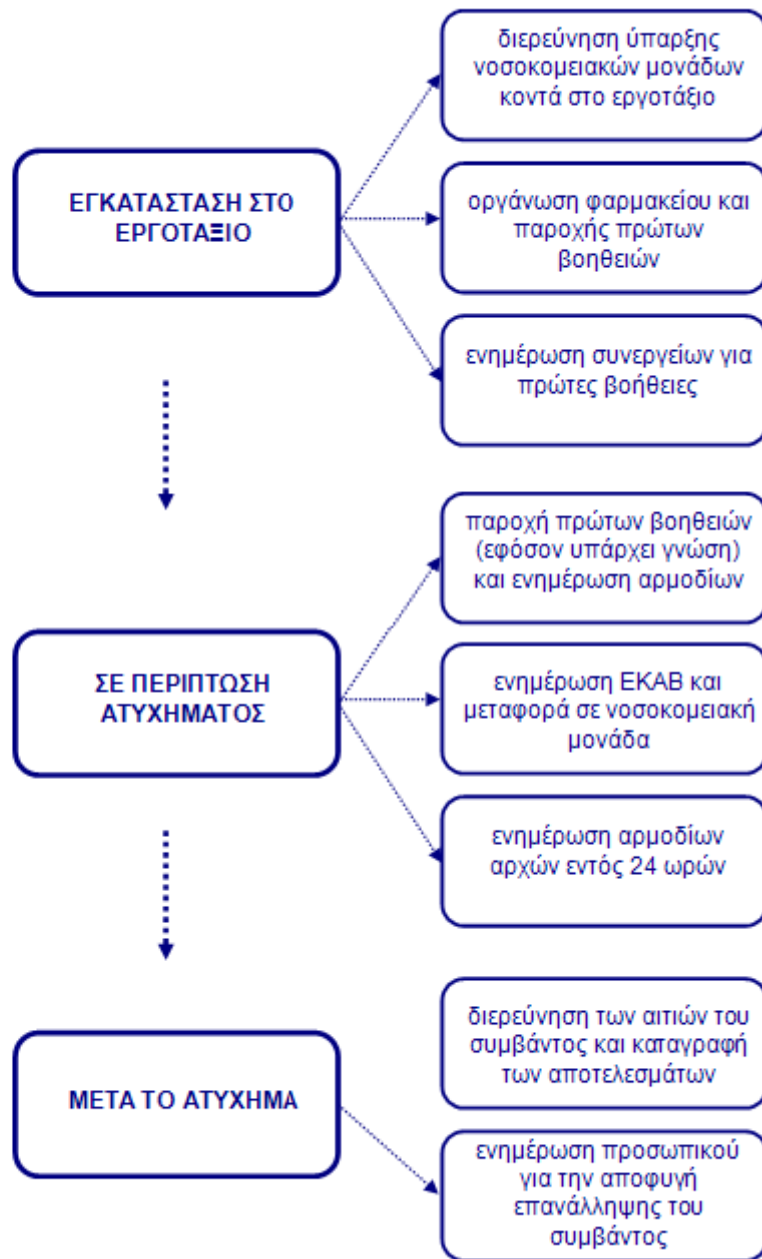 διερεύνηση ύπαρξης
νοσοκομειακών μονάδων
κοντά στο εργοτάξιο
ΕΓΚΑΤΑΣΤΑΣΗ ΣΤΟ
ΕΡΓΟΤΑΞΙΟ
οργάνωση φαρμακείου και
παροχής πρώτων
βοηθειών
ενημέρωση συνεργείων για
πρώτες βοήθειες
παροχή πρώτων βοηθειών
(εφόσον υπάρχει γνώση)
και ενημέρωση αρμοδίων
ΣΕ ΠΕΡΙΠΤΩΣΗ
ΑΤΥΧΗΜΑΤΟΣ
ενημέρωση ΕΚΑΒ και
μεταφορά σε νοσοκομειακή
μονάδα
ενημέρωση αρμοδίων
αρχών εντός 24 ωρών
ΜΕΤΑ ΤΟ ΑΤΥΧΗΜΑ
διερεύνηση των αιτιών του
συμβάντος και καταγραφή
των αποτελεσμάτων
ενημέρωση προσωπικού
για την αποφυγή
επανάλληψης του
συμβάντος